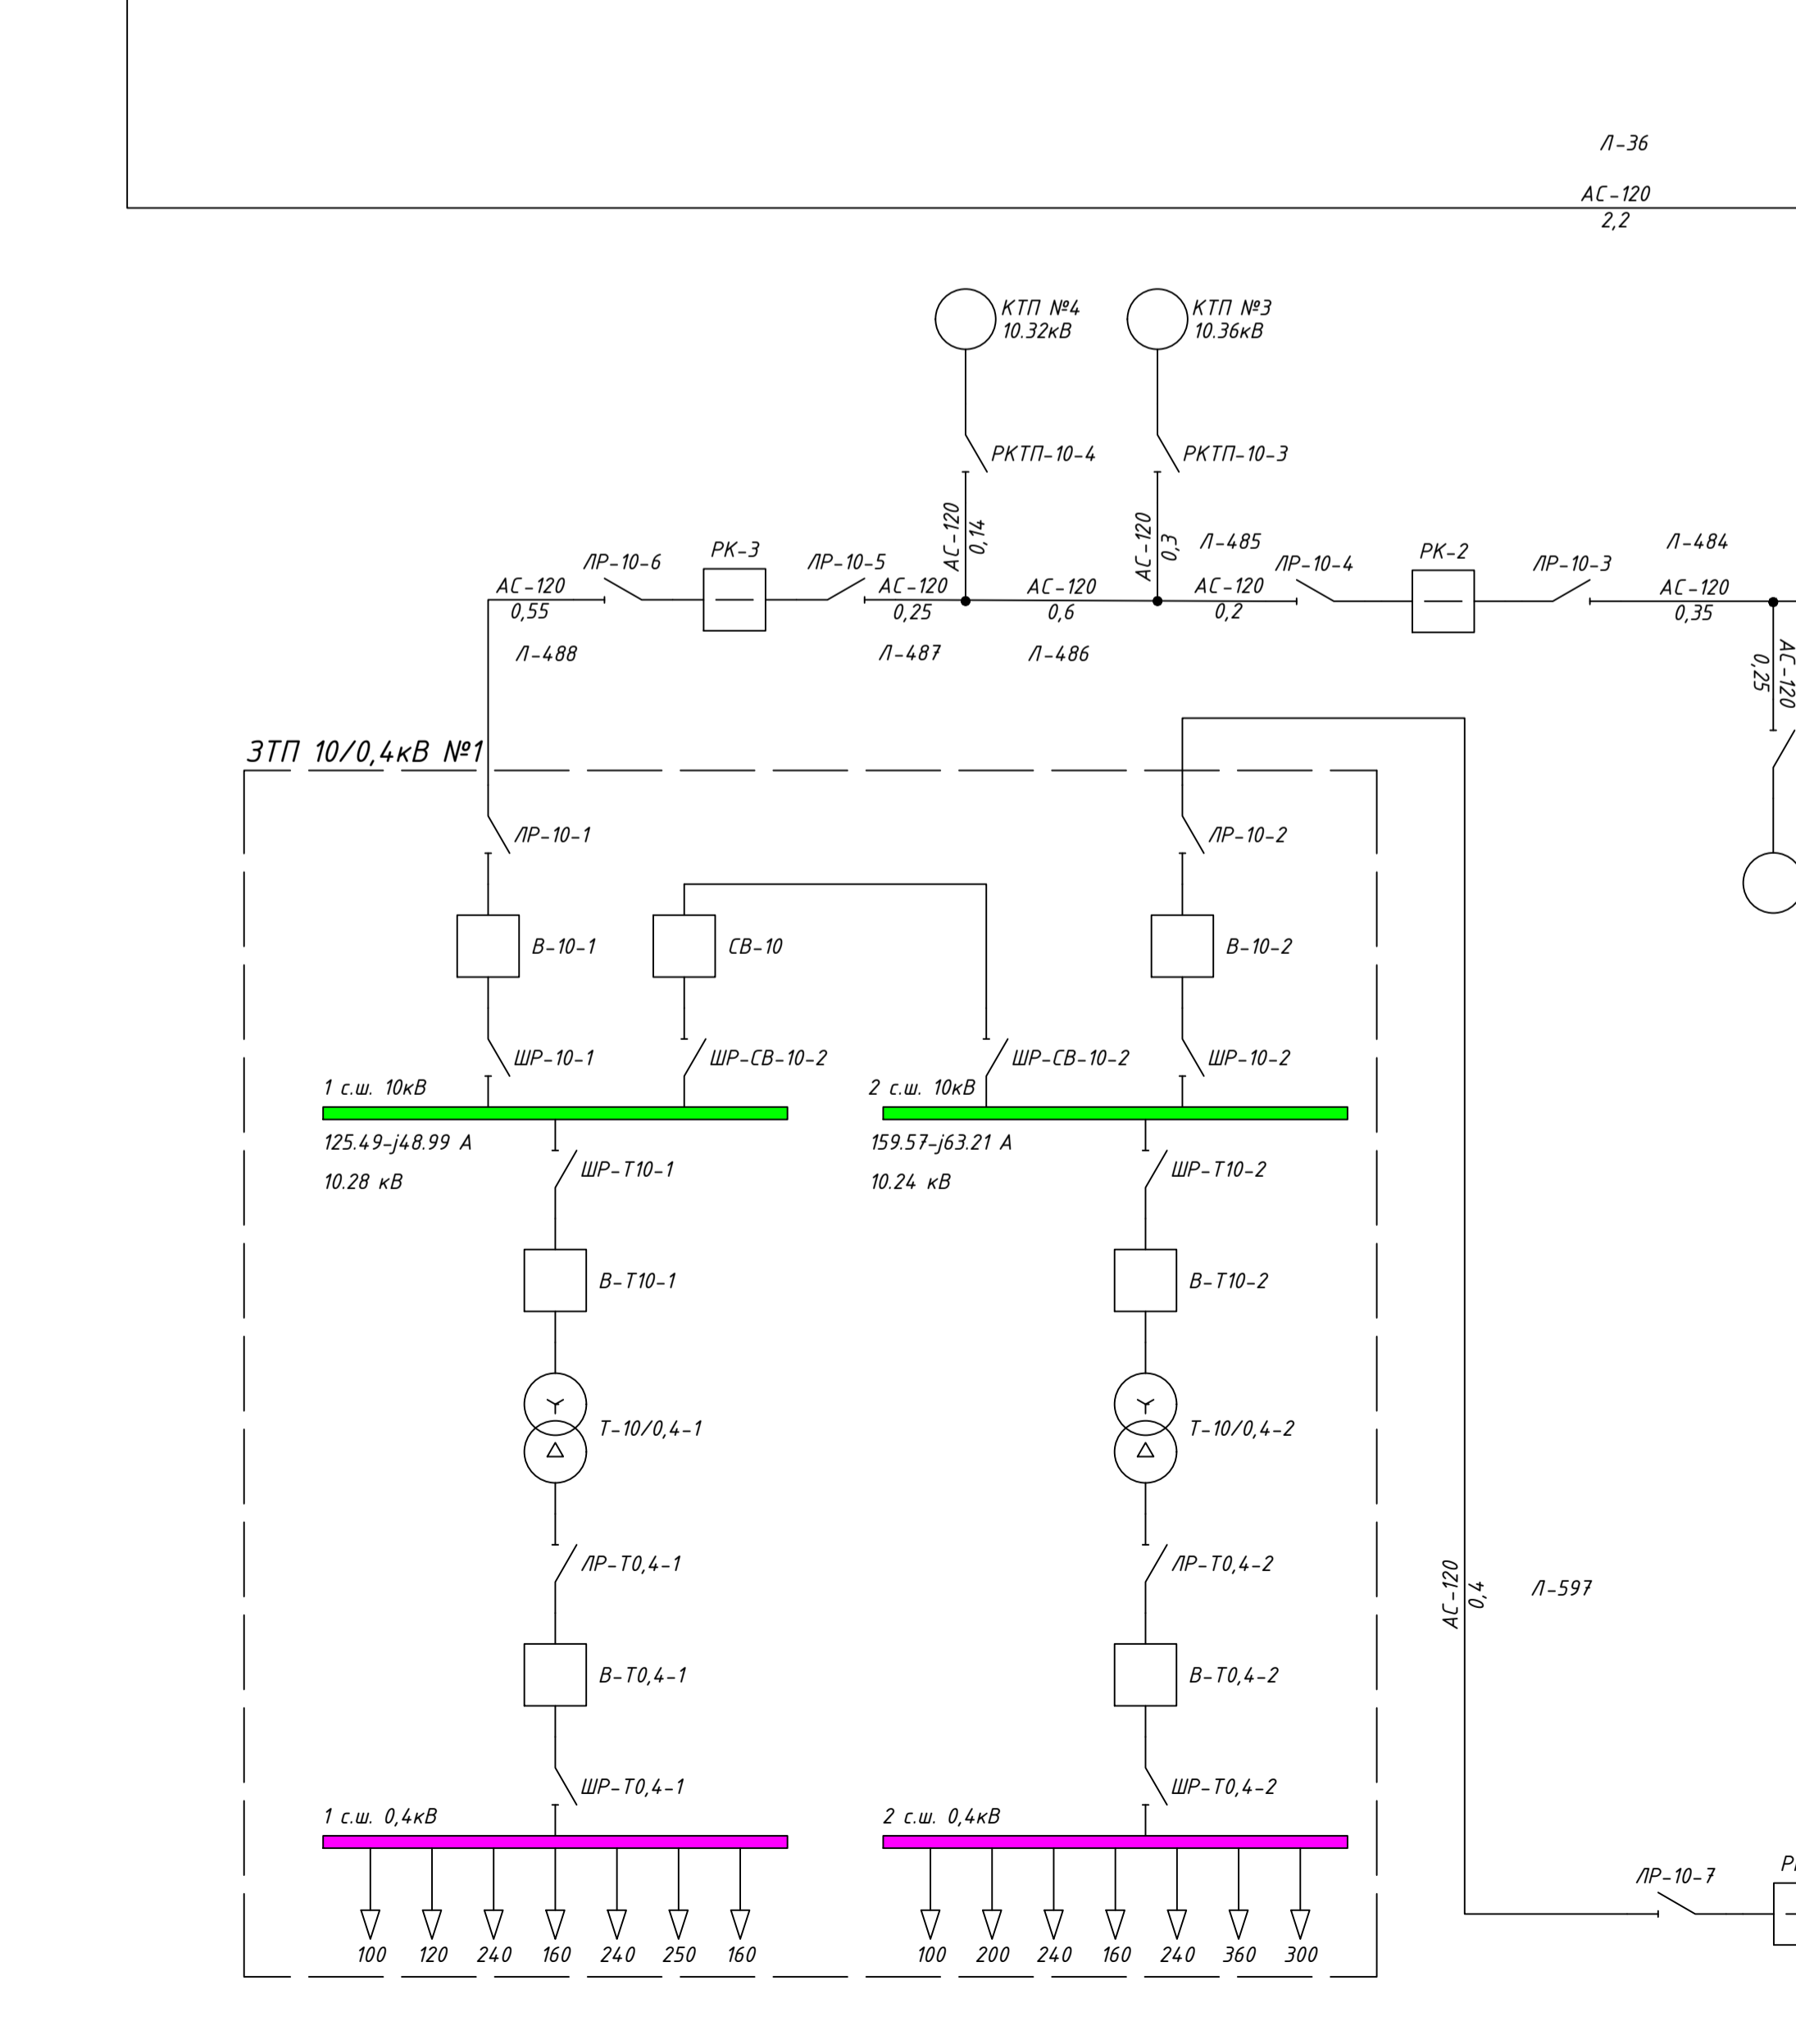 Л-36
АС-120
2,2
КТП №4
10.32кВ
КТП №3
10.36кВ
РКТП-10-4
РКТП-10-3
АС-120
0,14
АС-120
0,3
Л-485
Л-484
ЛР-10-6
РК-3
ЛР-10-5
ЛР-10-4
РК-2
ЛР-10-3
АС-120
0,55
АС-120
0,25
АС-120
0,6
АС-120
0,2
АС-120
0,35
Л-488
Л-487
Л-486
АС-120
0,25
ЗТП 10/0,4кВ №1
ЛР-10-1
ЛР-10-2
В-10-1
СВ-10
В-10-2
ШР-10-1
ШР-СВ-10-2
ШР-СВ-10-2
ШР-10-2
1 с.ш. 10кВ
2 с.ш. 10кВ
125.49-j48.99 А
10.28 кВ
159.57-j63.21 А
10.24 кВ
ШР-Т10-1
ШР-Т10-2
В-Т10-1
В-Т10-2
Т-10/0,4-1
Т-10/0,4-2
ЛР-Т0,4-1
ЛР-Т0,4-2
АС-120
0,4
Л-597
В-Т0,4-1
В-Т0,4-2
ШР-Т0,4-1
ШР-Т0,4-2
1 с.ш. 0,4кВ
2 с.ш. 0,4кВ
ЛР-10-7
100 120 240 160 240 250 160
100 200 240 160 240 360 300